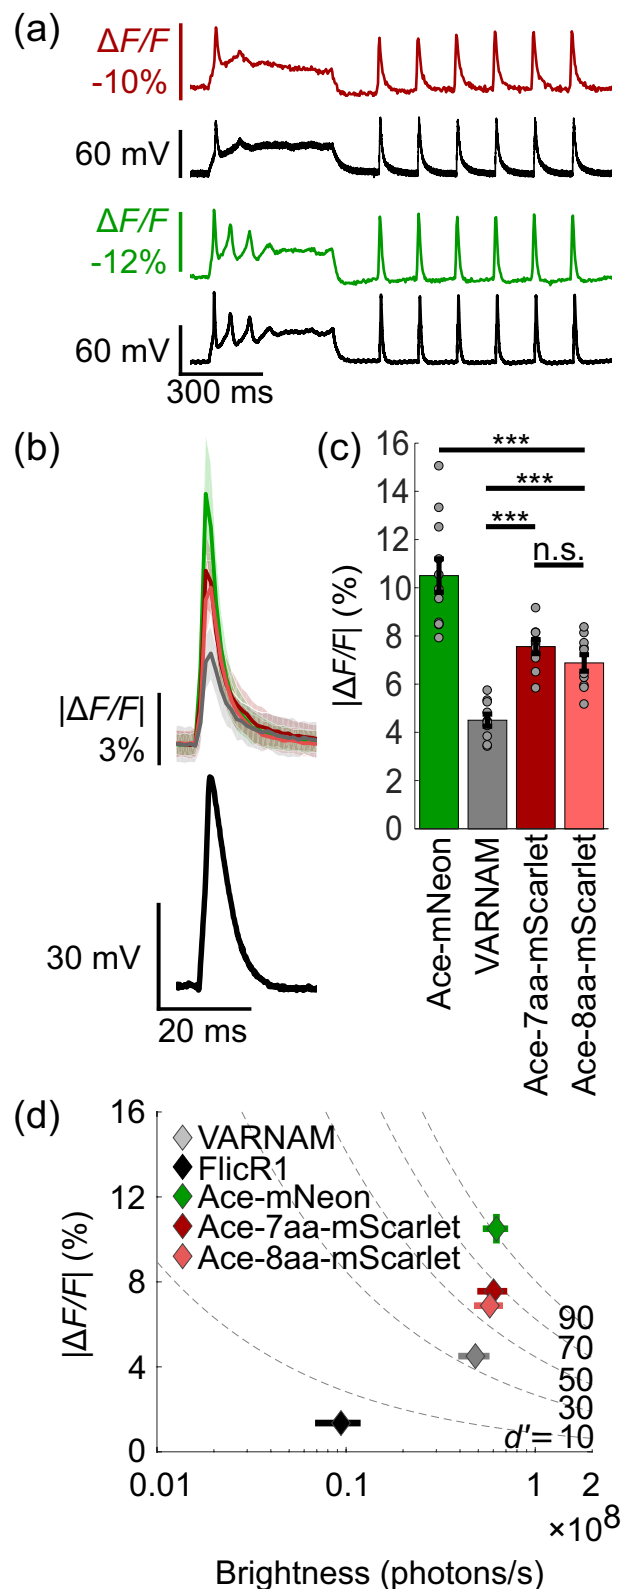 (a)
ΔF/F
-10%
60 mV
ΔF/F
-12%
60 mV
300 ms
(b)
|ΔF/F|
3%
30 mV
20 ms
(c)
16
14
12
10
8
6
4
2
0
|ΔF/F| (%)
***
***
***
n.s.
Ace-mNeon
VARNAM
Ace-7aa-mScarlet
Ace-8aa-mScarlet
(d)
16
12
8
4
0
|ΔF/F| (%)
VARNAM
FlicR1
Ace-mNeon
Ace-7aa-mScarlet
Ace-8aa-mScarlet
90
70
50
30
d'= 10
0.01 0.1 1 2
×10⁸
Brightness (photons/s)